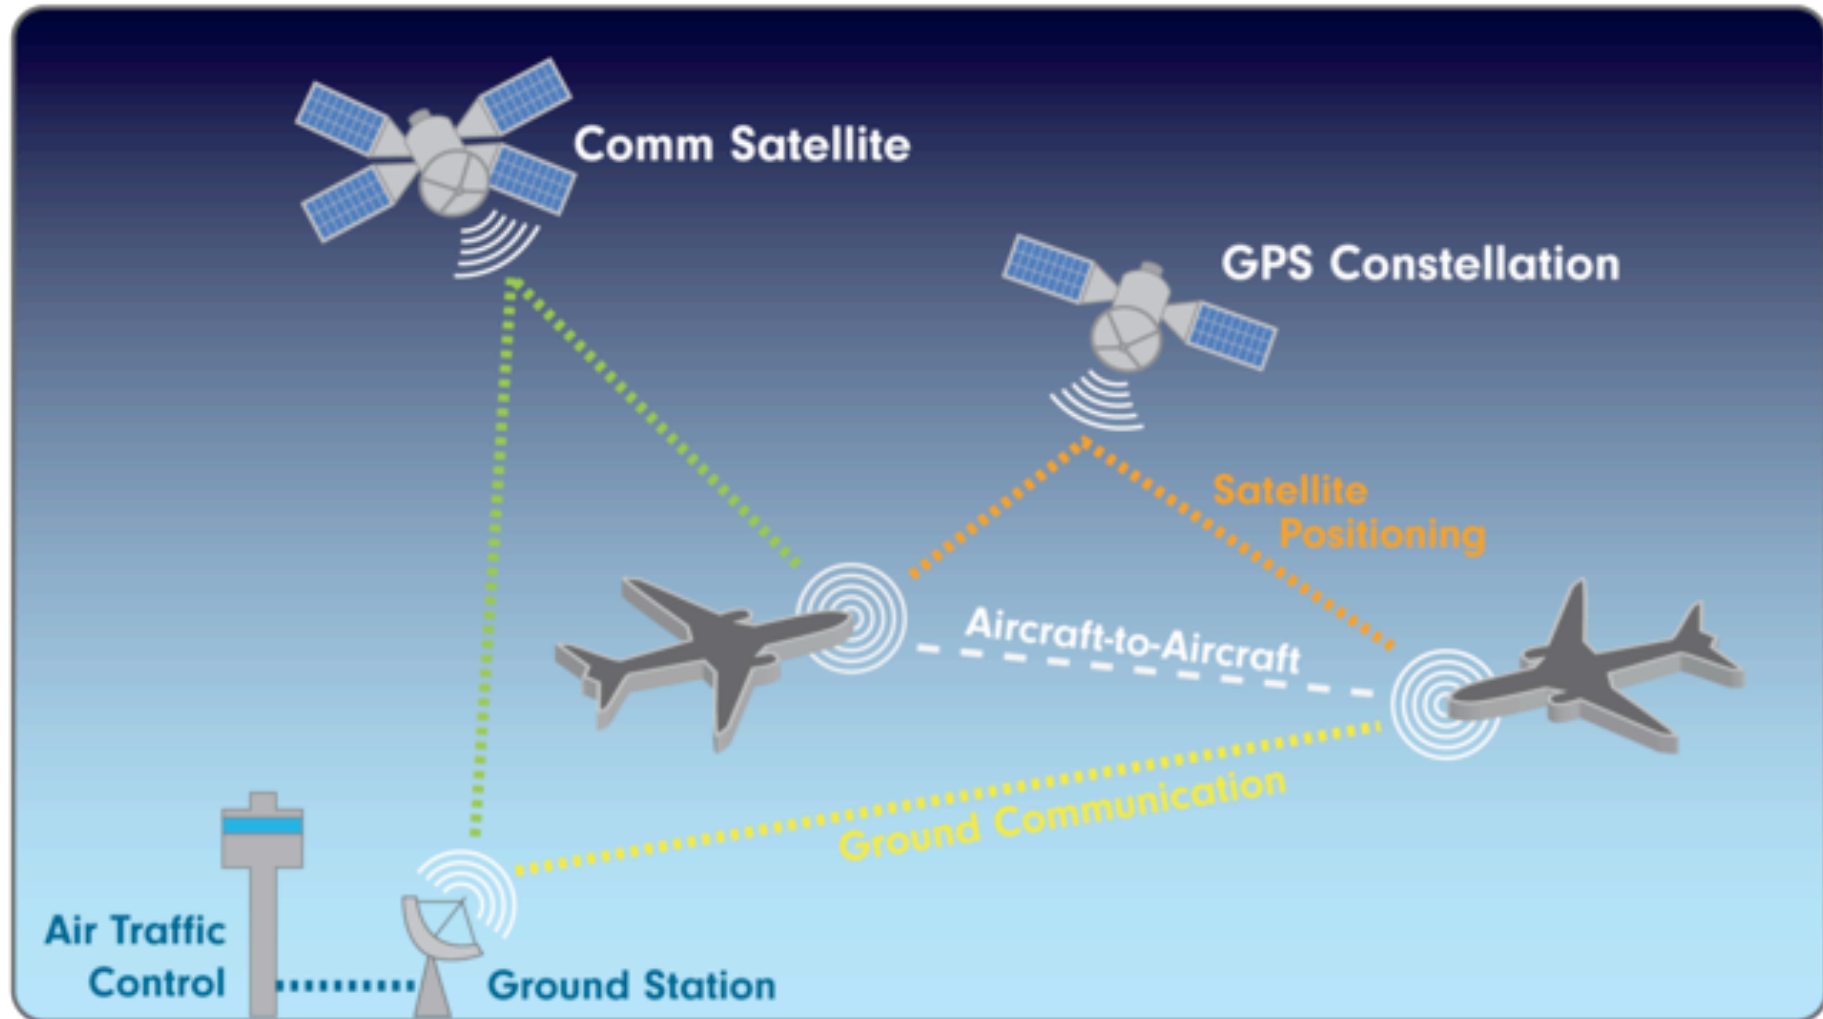 Comm Satellite
GPS Constellation
Satellite
Positioning
Aircraft-to-Aircraft
Ground Communication
Air Traffic
Control
Ground Station